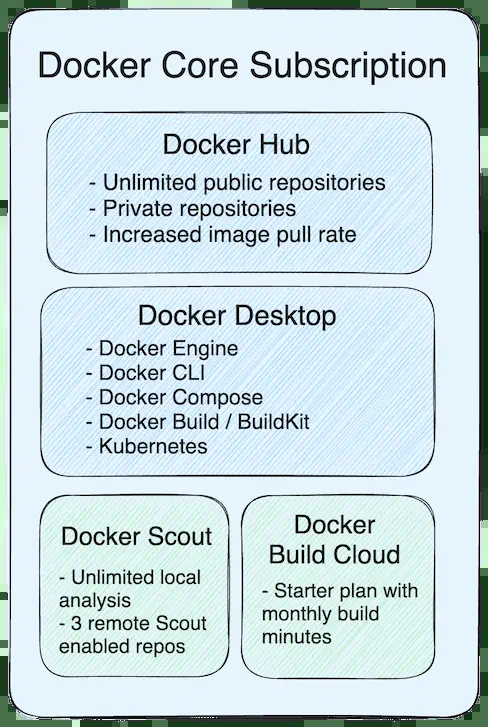 Docker Core Subscription
Docker Hub
- Unlimited public repositories
- Private repositories
- Increased image pull rate
Docker Desktop
- Docker Engine
- Docker CLI
- Docker Compose
- Docker Build / BuildKit
- Kubernetes
Docker Scout
- Unlimited local
analysis
- 3 remote Scout
enabled repos
Docker
Build Cloud
- Starter plan with
monthly build
minutes